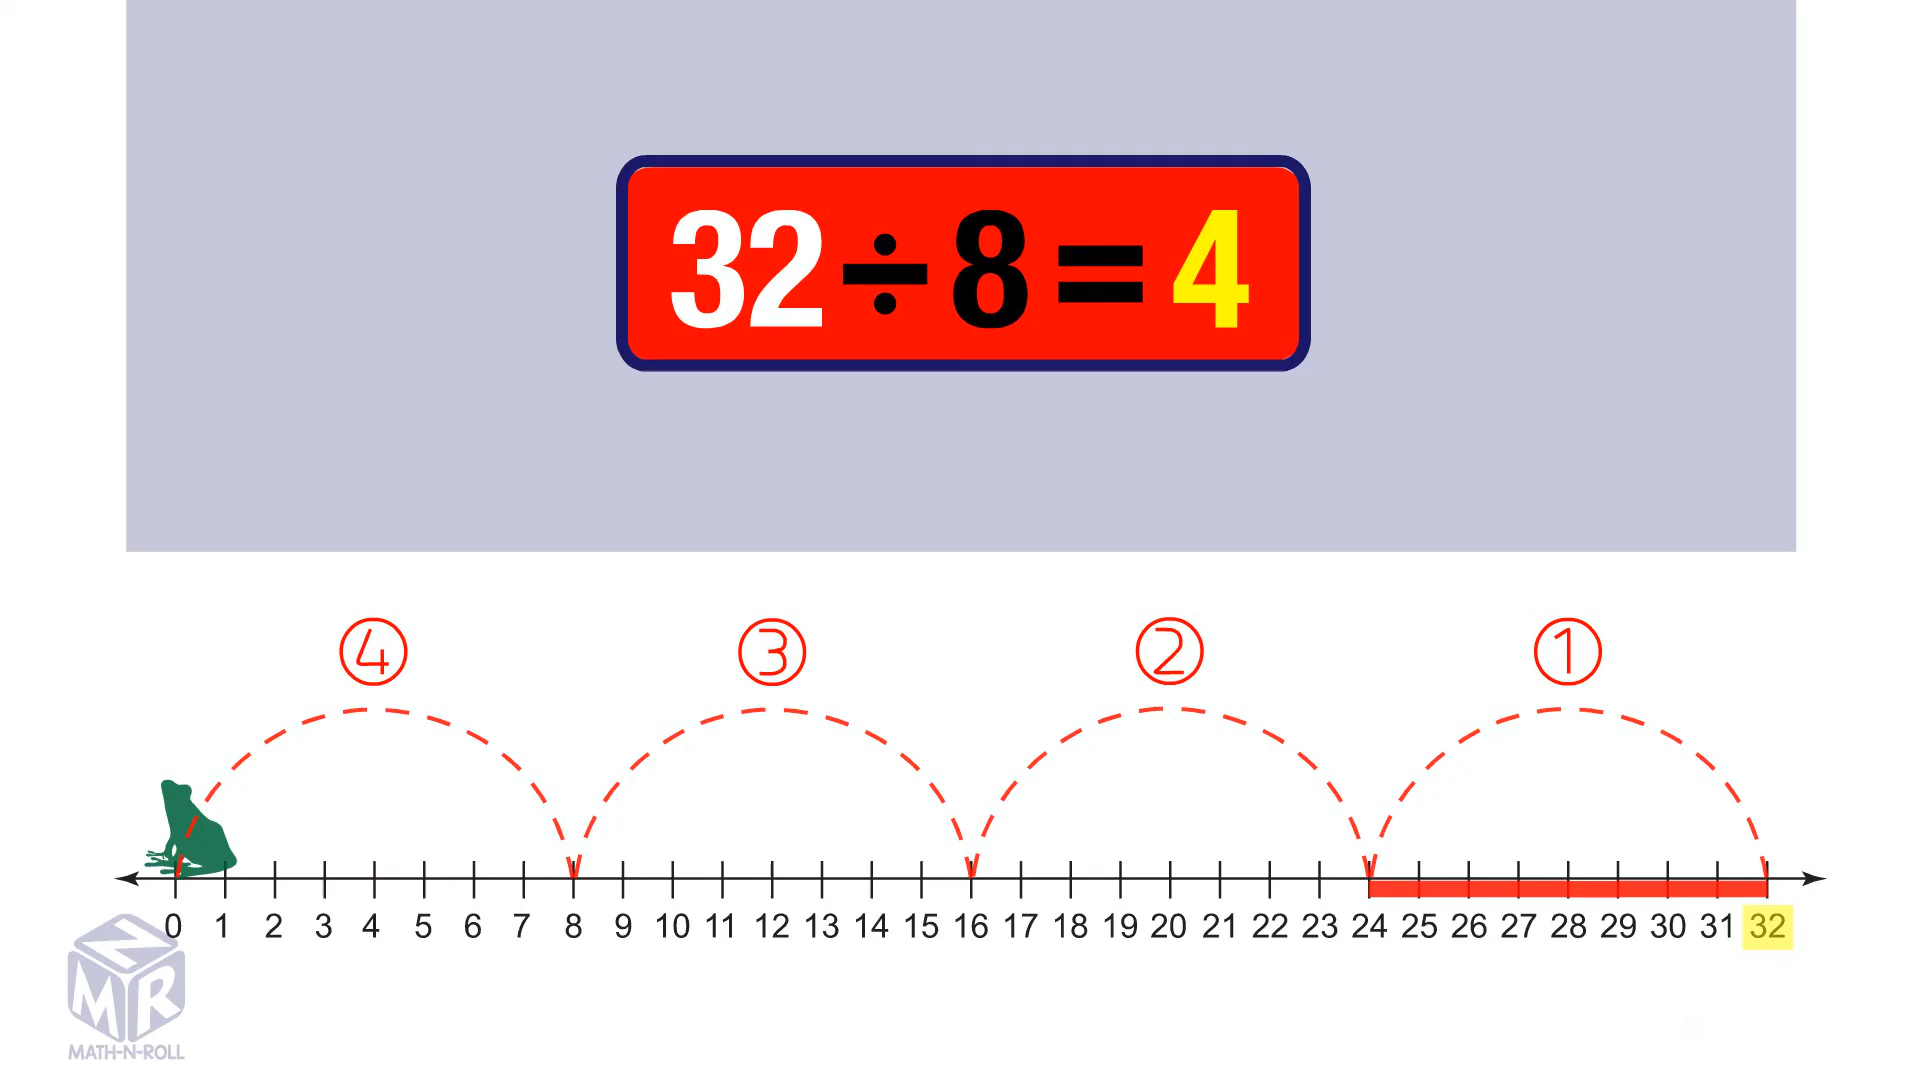 32÷8=4
④ ③ ② ①
0 1 2 3 4 5 6 7 8 9 10 11 12 13 14 15 16 17 18 19 20 21 22 23 24 25 26 27 28 29 30 31 32
MNR
MATH-N-ROLL